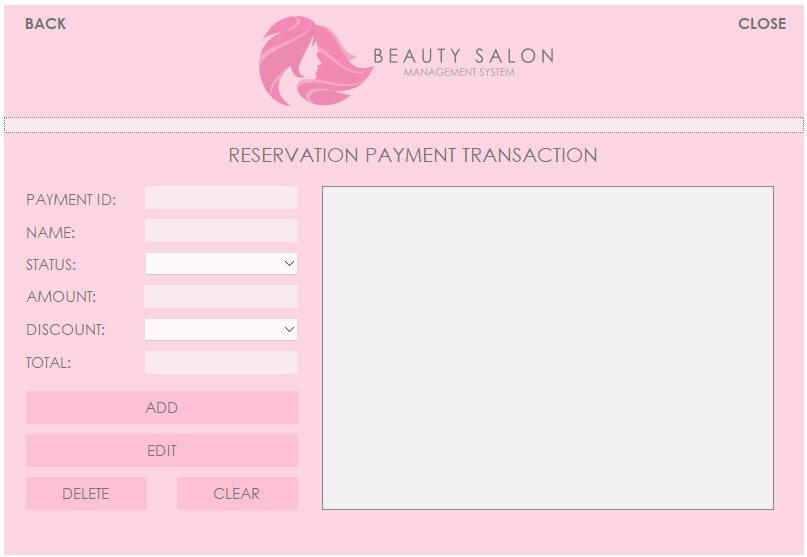 BACK
CLOSE
BEAUTY SALON
MANAGEMENT SYSTEM
RESERVATION PAYMENT TRANSACTION
PAYMENT ID:
NAME:
STATUS:
AMOUNT:
DISCOUNT:
TOTAL:
ADD
EDIT
DELETE
CLEAR